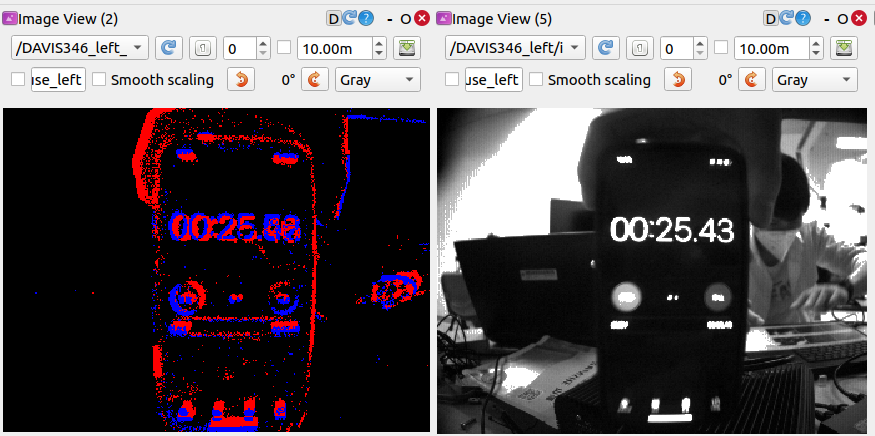 Image View (2)
D
- O
/DAVIS346_left_
0
10.00m
use_left
Smooth scaling
0°
Gray
00:25.
Image View (5)
D
- O
/DAVIS346_left/i
0
10.00m
use_left
Smooth scaling
0°
Gray
00:25.43